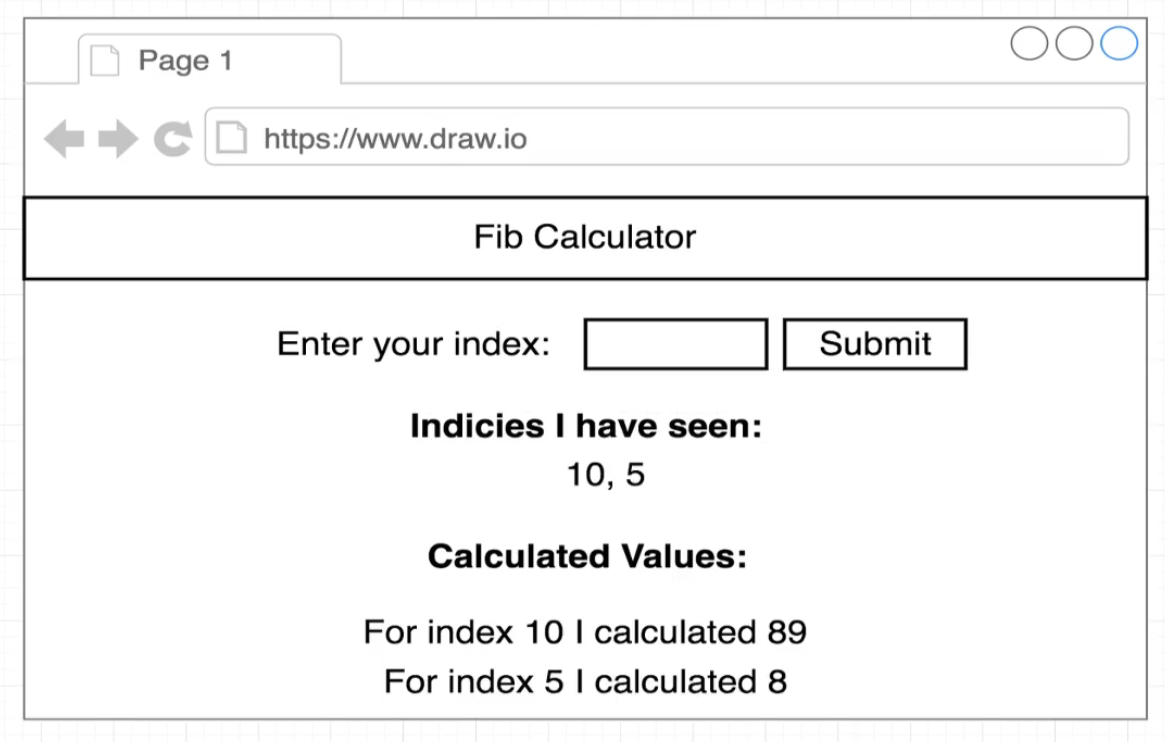 Page 1
https://www.draw.io
Fib Calculator
Enter your index: Submit
Indicies I have seen:
10, 5
Calculated Values:
For index 10 I calculated 89
For index 5 I calculated 8